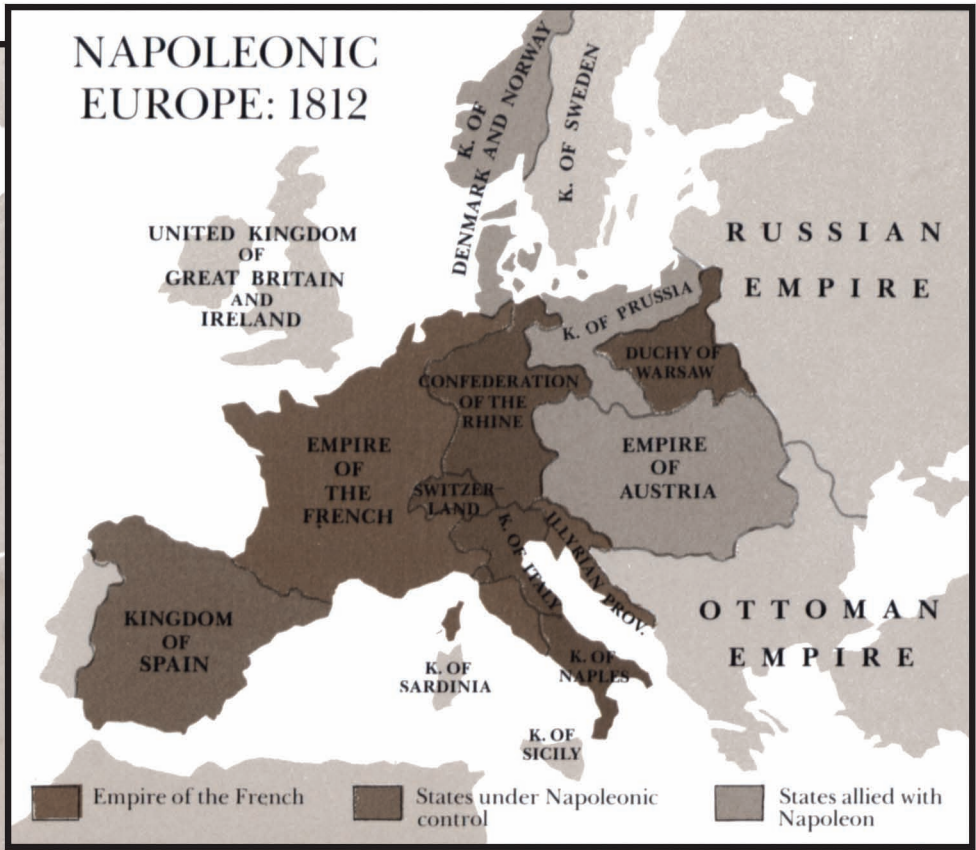 NAPOLEONIC
EUROPE: 1812
K. OF
DENMARK AND NORWAY
K. OF SWEDEN
UNITED KINGDOM
OF
GREAT BRITAIN
AND
IRELAND
RUSSIAN
EMPIRE
K. OF PRUSSIA
DUCHY OF
WARSAW
CONFEDERATION
OF THE
RHINE
EMPIRE
OF
THE
FRENCH
EMPIRE
OF
AUSTRIA
SWITZER-
LAND
K. OF ITALY
ILLYRIAN PROV.
KINGDOM
OF
SPAIN
OTTOMAN
EMPIRE
K. OF
SARDINIA
K. OF
NAPLES
K. OF
SICILY
Empire of the French
States under Napoleonic
control
States allied with
Napoleon